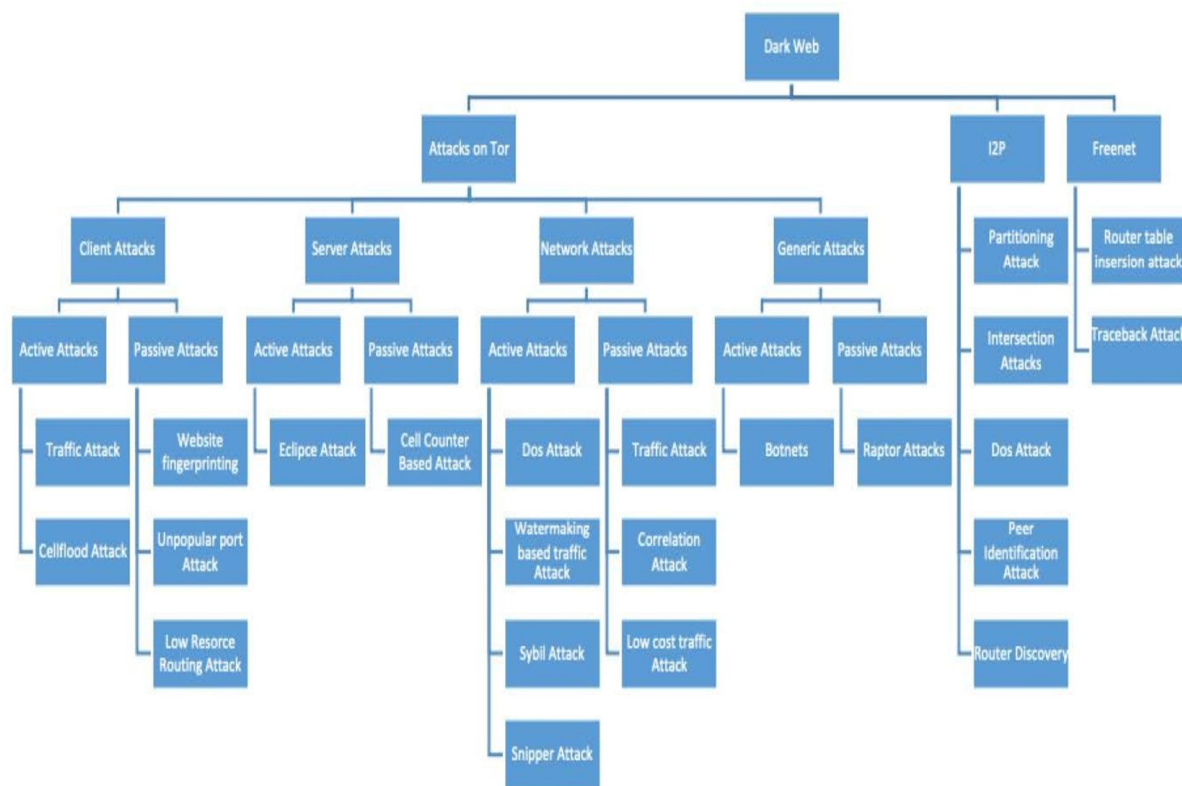 Dark Web
Attacks on Tor
I2P
Freenet
Client Attacks
Server Attacks
Network Attacks
Generic Attacks
Partitioning
Attack
Router table
insersion attack
Active Attacks
Passive Attacks
Active Attacks
Passive Attacks
Active Attacks
Passive Attacks
Active Attacks
Passive Attacks
Intersection
Attacks
Traceback Attack
Traffic Attack
Website
fingerprinting
Eclipce Attack
Cell Counter
Based Attack
Dos Attack
Traffic Attack
Botnets
Raptor Attacks
Dos Attack
Cellflood Attack
Unpopular port
Attack
Watermaking
based traffic
Attack
Correlation
Attack
Peer
Identification
Attack
Low Resorce
Routing Attack
Sybil Attack
Low cost traffic
Attack
Router Discovery
Snipper Attack